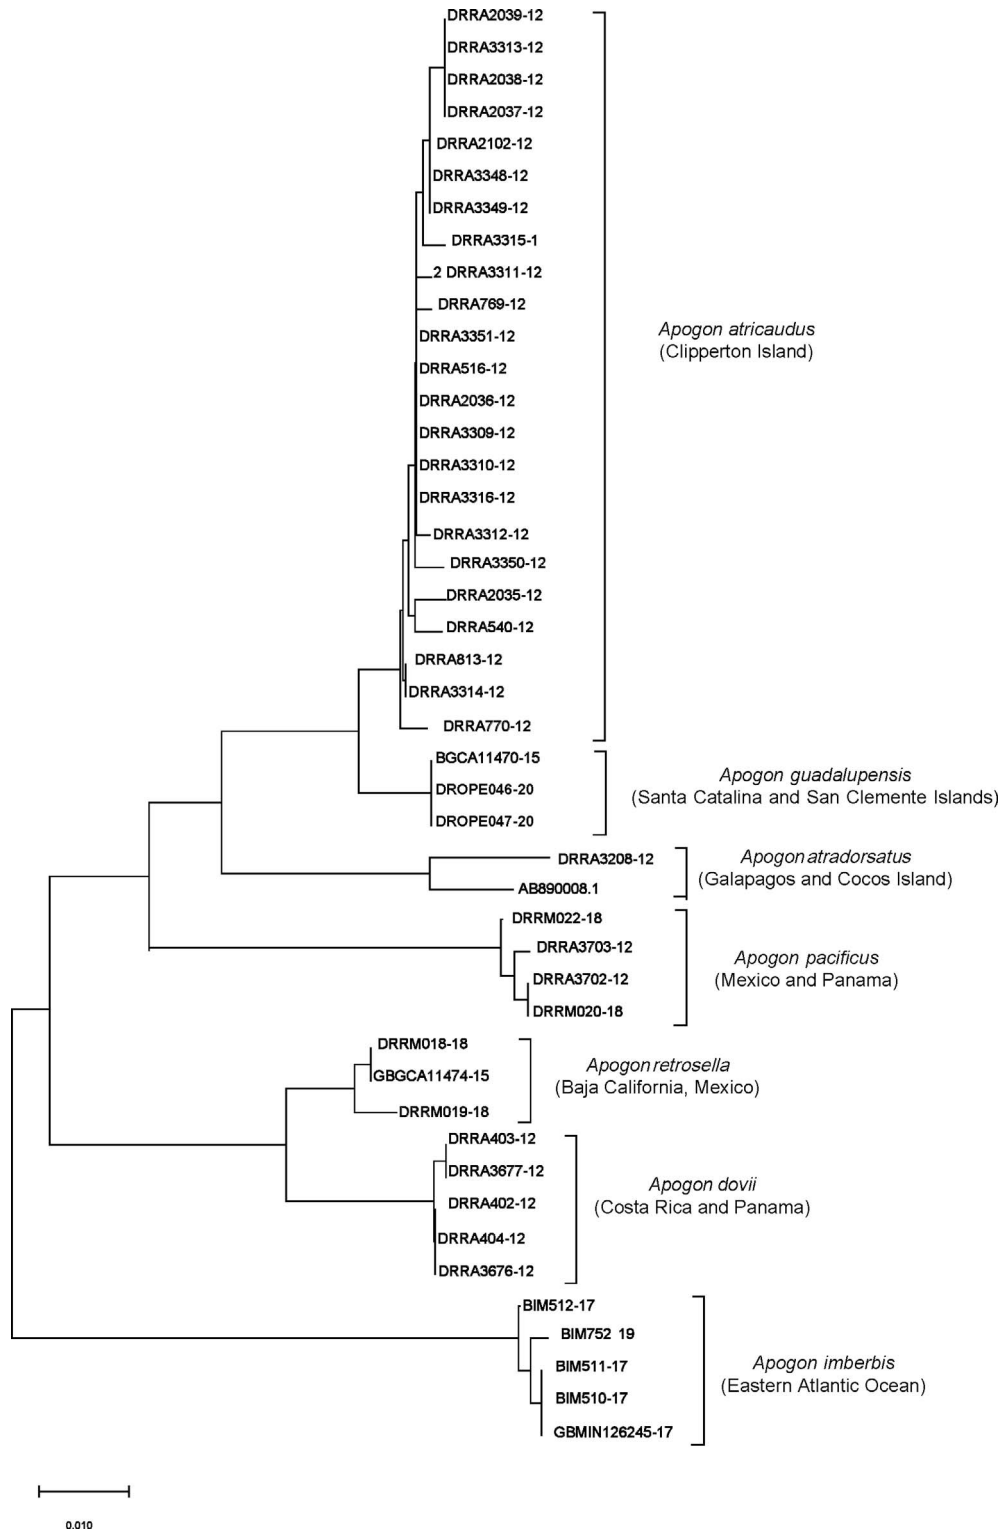 DRRA2039-12
DRRA3313-12
DRRA2038-12
DRRA2037-12
DRRA2102-12
DRRA3348-12
DRRA3349-12
DRRA3315-1
2 DRRA3311-12
DRRA769-12
DRRA3351-12
DRRA516-12
DRRA2036-12
DRRA3309-12
DRRA3310-12
DRRA3316-12
DRRA3312-12
DRRA3350-12
DRRA2035-12
DRRA540-12
DRRA813-12
DRRA3314-12
DRRA770-12
Apogon atricaudus
(Clipperton Island)
BGCA11470-15
DROPE046-20
DROPE047-20
Apogon guadalupensis
(Santa Catalina and San Clemente Islands)
DRRA3208-12
AB890008.1
Apogon atradorsatus
(Galapagos and Cocos Island)
DRRM022-18
DRRA3703-12
DRRA3702-12
DRRM020-18
Apogon pacificus
(Mexico and Panama)
DRRM018-18
GBGCA11474-15
DRRM019-18
Apogon retrosella
(Baja California, Mexico)
DRRA403-12
DRRA3677-12
DRRA402-12
DRRA404-12
DRRA3676-12
Apogon dovii
(Costa Rica and Panama)
BIM512-17
BIM752 19
BIM511-17
BIM510-17
GBMIN126245-17
Apogon imberbis
(Eastern Atlantic Ocean)
0.010